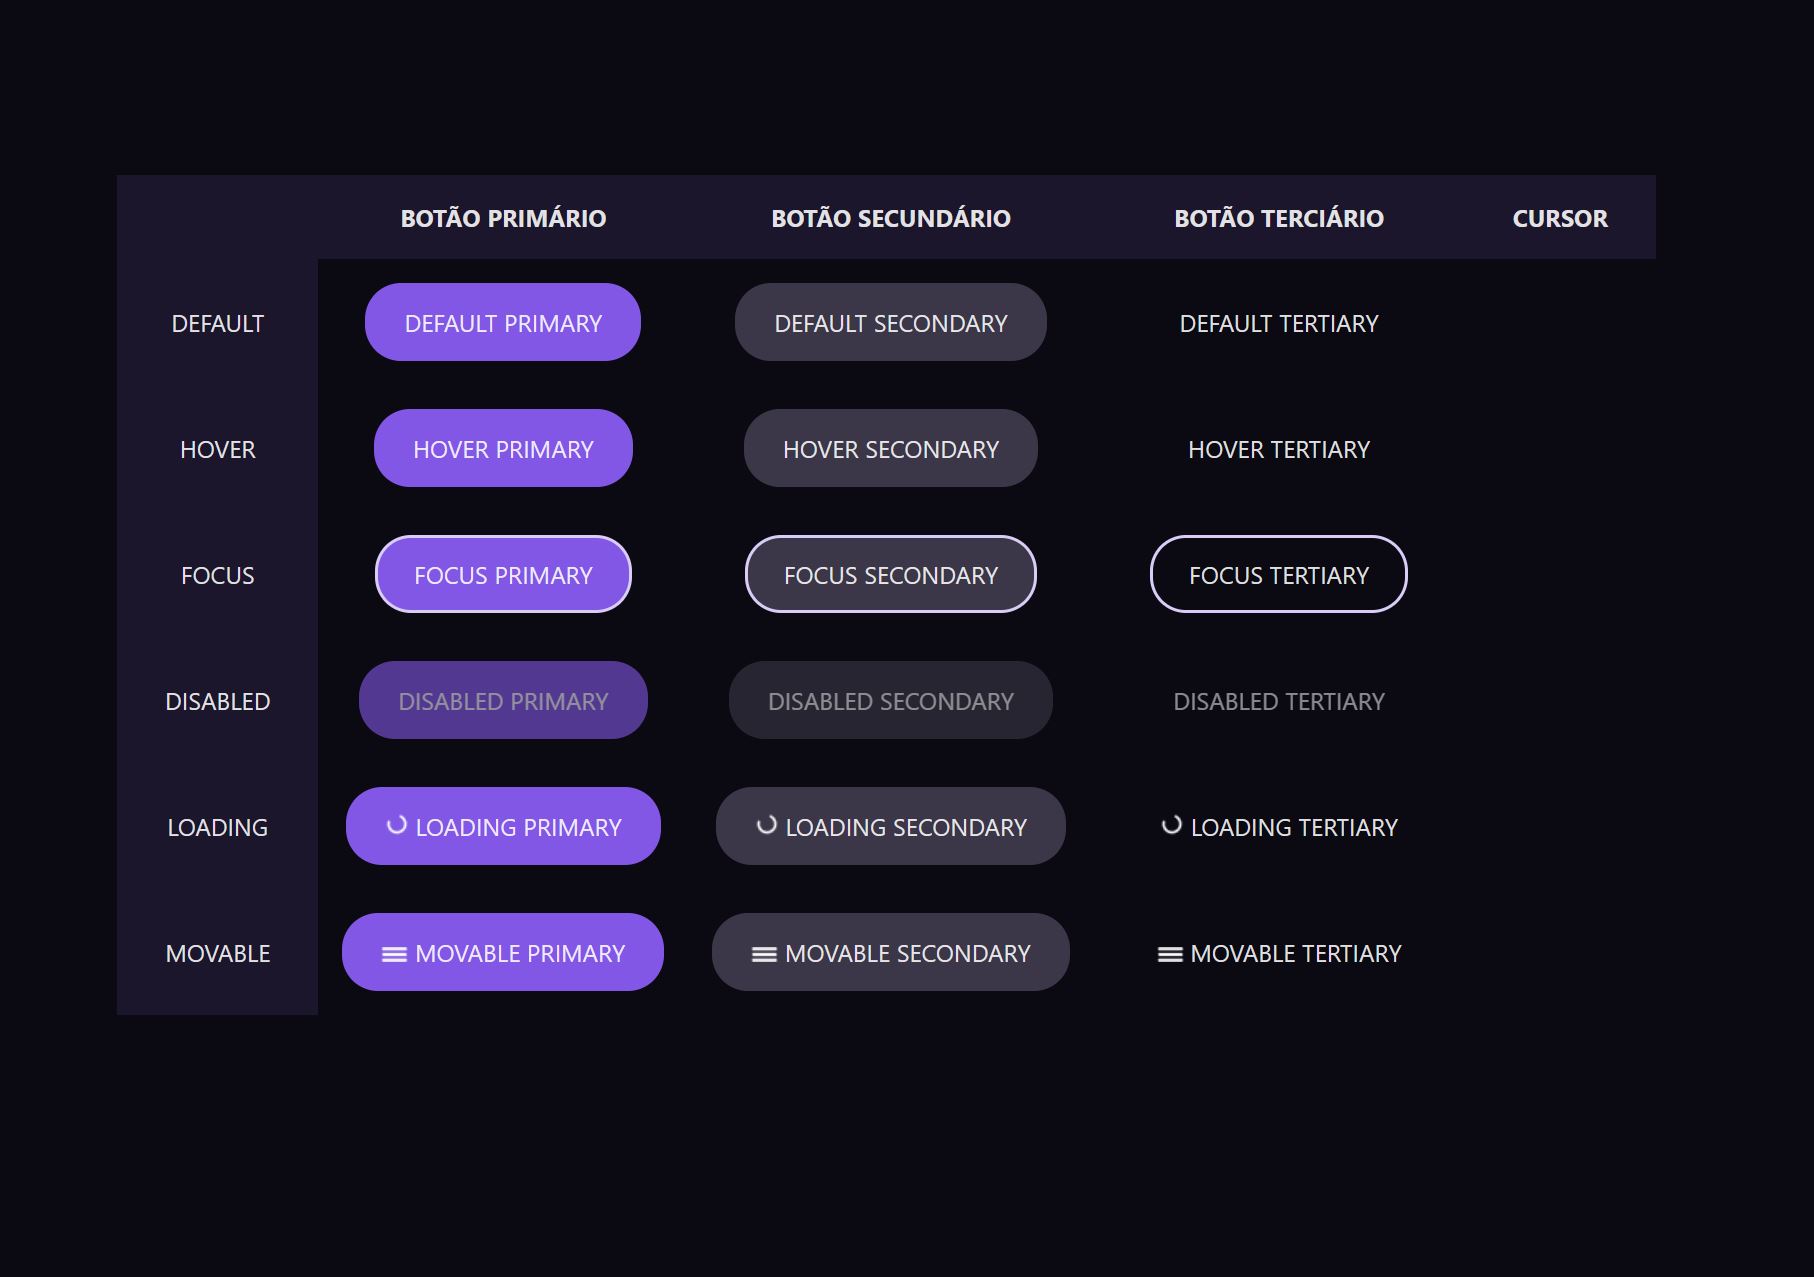 BOTÃO PRIMÁRIO BOTÃO SECUNDÁRIO BOTÃO TERCIÁRIO CURSOR
DEFAULT DEFAULT PRIMARY DEFAULT SECONDARY DEFAULT TERTIARY
HOVER HOVER PRIMARY HOVER SECONDARY HOVER TERTIARY
FOCUS FOCUS PRIMARY FOCUS SECONDARY FOCUS TERTIARY
DISABLED DISABLED PRIMARY DISABLED SECONDARY DISABLED TERTIARY
LOADING LOADING PRIMARY LOADING SECONDARY LOADING TERTIARY
MOVABLE MOVABLE PRIMARY MOVABLE SECONDARY MOVABLE TERTIARY